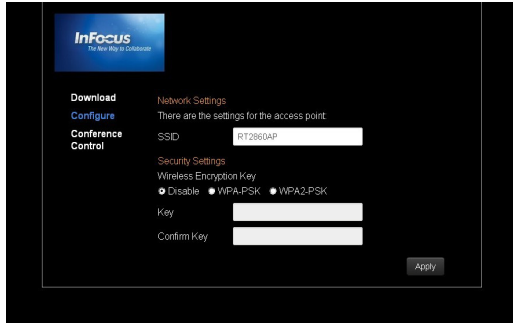 InFocus
The New Way to Collaborate
Download
Configure
Conference
Control
Network Settings
There are the settings for the access point:
SSID RT2860AP
Security Settings
Wireless Encryption Key
Disable WPA-PSK WPA2-PSK
Key
Confirm Key
Apply